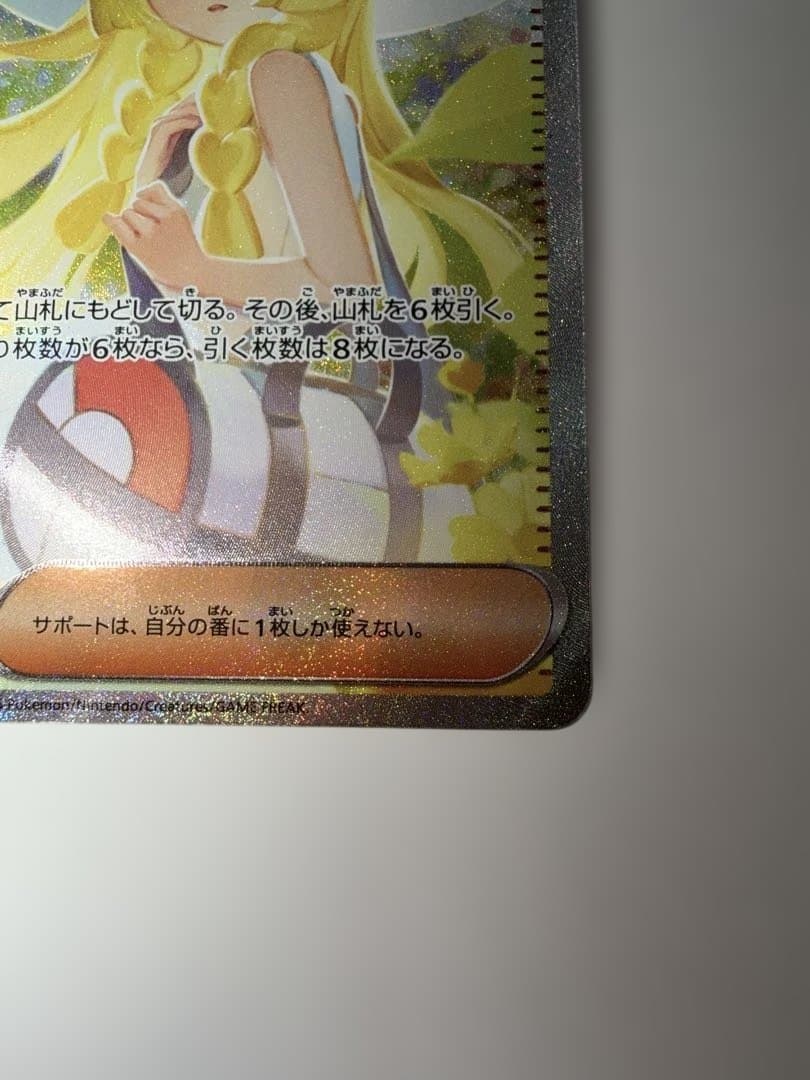 て山札にもどして切る。その後、山札を6枚引く。
枚数が6枚なら、引く枚数は8枚になる。
サポートは、自分の番に1枚しか使えない。
Pokémon/Nintendo/Creatures/GAME FREAK